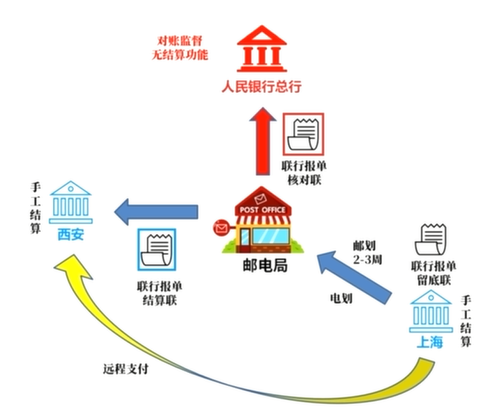 对账监督
无结算功能
人民银行总行
联行报单
核对联
手工结算
西安
POST OFFICE
邮电局
联行报单
结算联
邮划
2-3周
电划
联行报单
留底联
手工结算
上海
远程支付